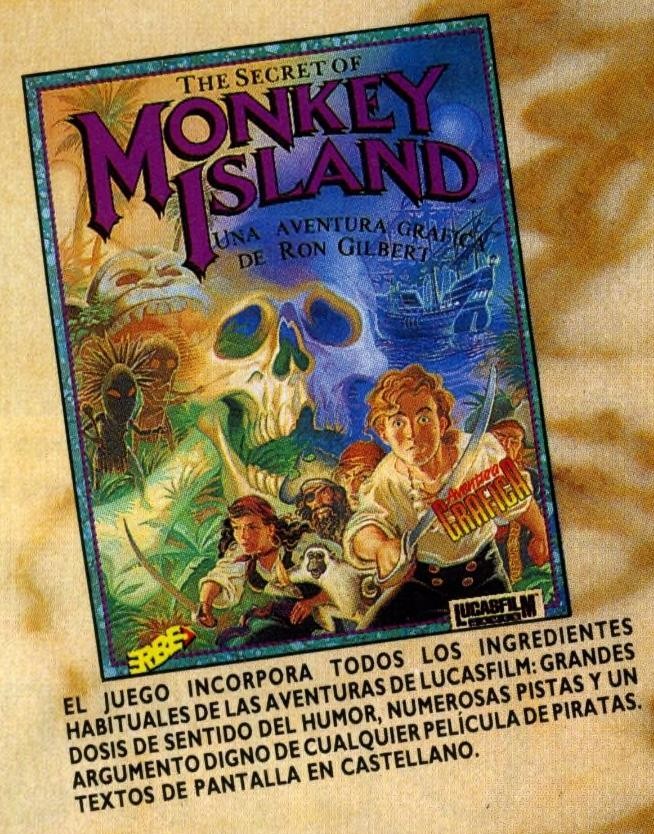 THE SECRET OF
MONKEY
ISLAND™
UNA AVENTURA GRAFICA
DE RON GILBERT
Aventura
GRAFICA
ERBE
LUCASFILM
EL JUEGO INCORPORA TODOS LOS INGREDIENTES
HABITUALES DE LAS AVENTURAS DE LUCASFILM: GRANDES
DOSIS DE SENTIDO DEL HUMOR, NUMEROSAS PISTAS Y UN
ARGUMENTO DIGNO DE CUALQUIER PELÍCULA DE PIRATAS.
TEXTOS DE PANTALLA EN CASTELLANO.